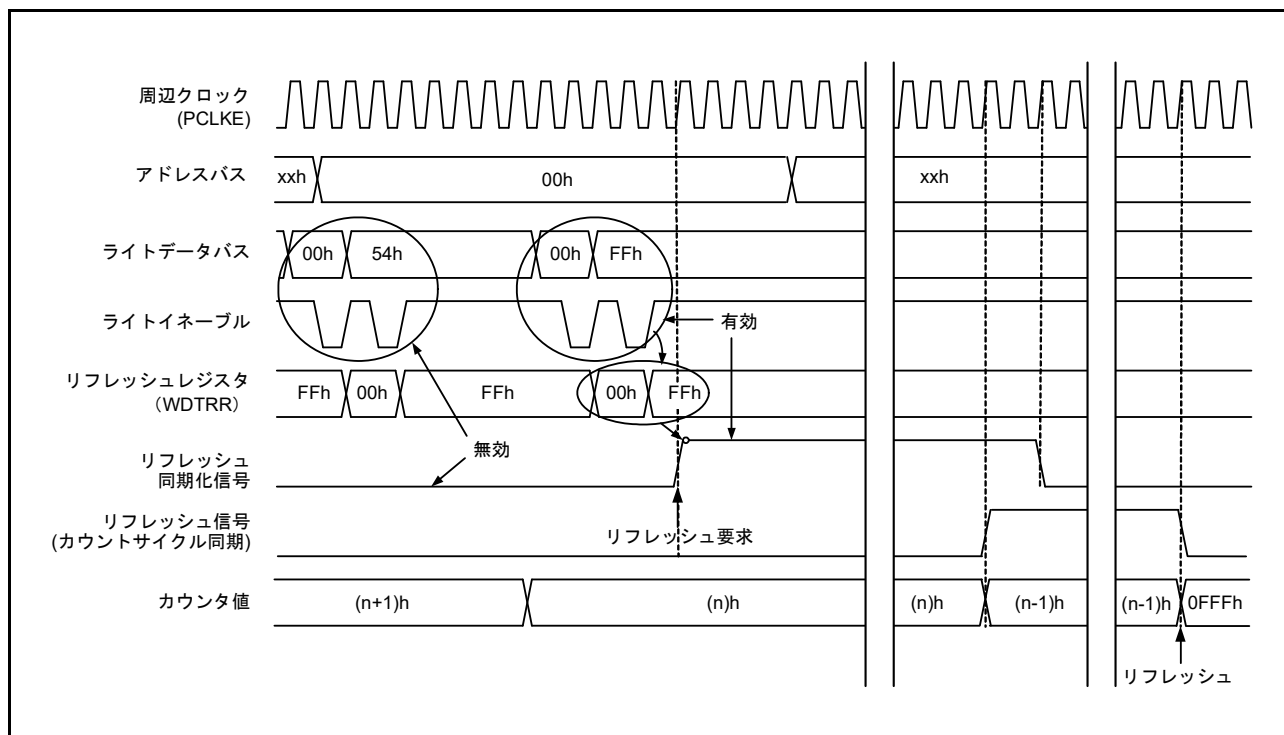 周辺クロック
(PCLKE)
アドレスバス
xxh
00h
xxh
ライトデータバス
00h
54h
00h
FFh
ライトイネーブル
有効
リフレッシュレジスタ
(WDTRR)
FFh
00h
FFh
00h
FFh
無効
リフレッシュ
同期化信号
リフレッシュ信号
(カウントサイクル同期)
リフレッシュ要求
カウンタ値
(n+1)h
(n)h
(n)h
(n-1)h
(n-1)h
0FFFh
リフレッシュ